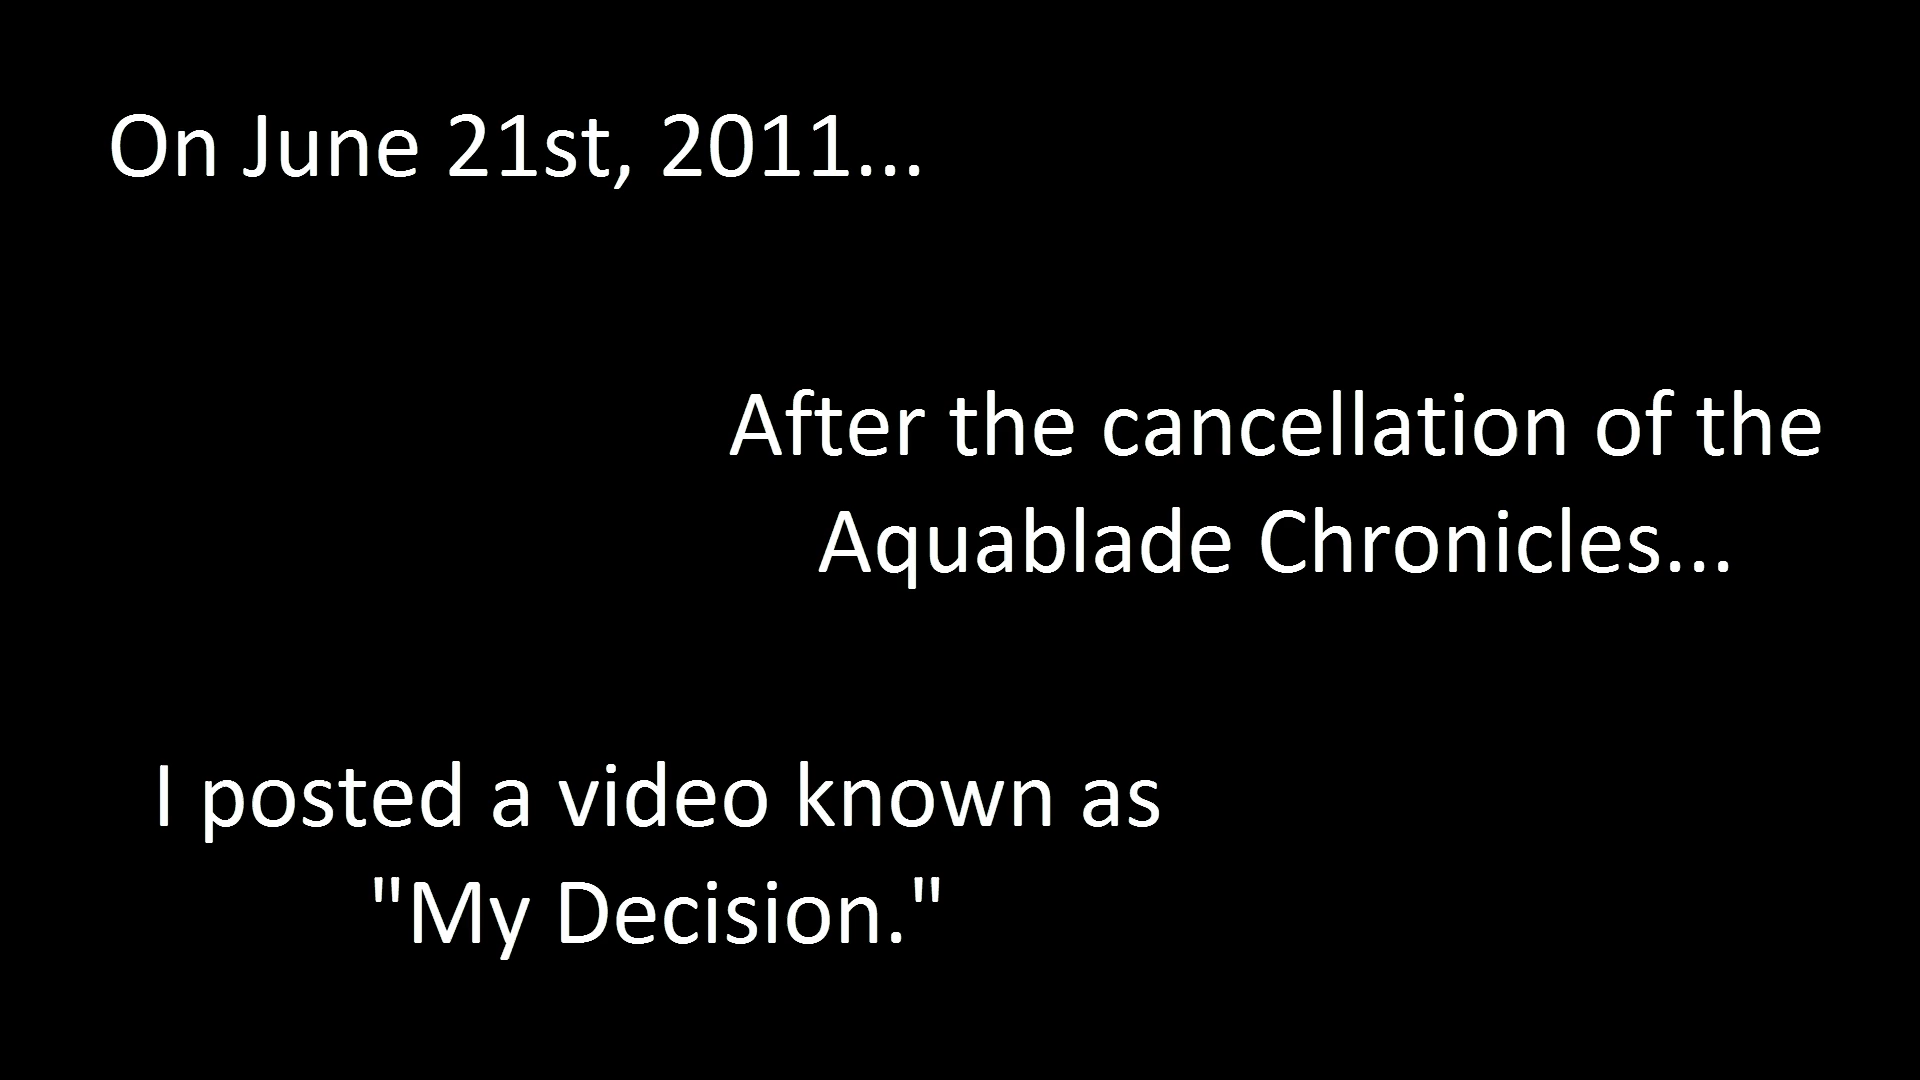 On June 21st, 2011...
After the cancellation of the
Aquablade Chronicles...
I posted a video known as
"My Decision."